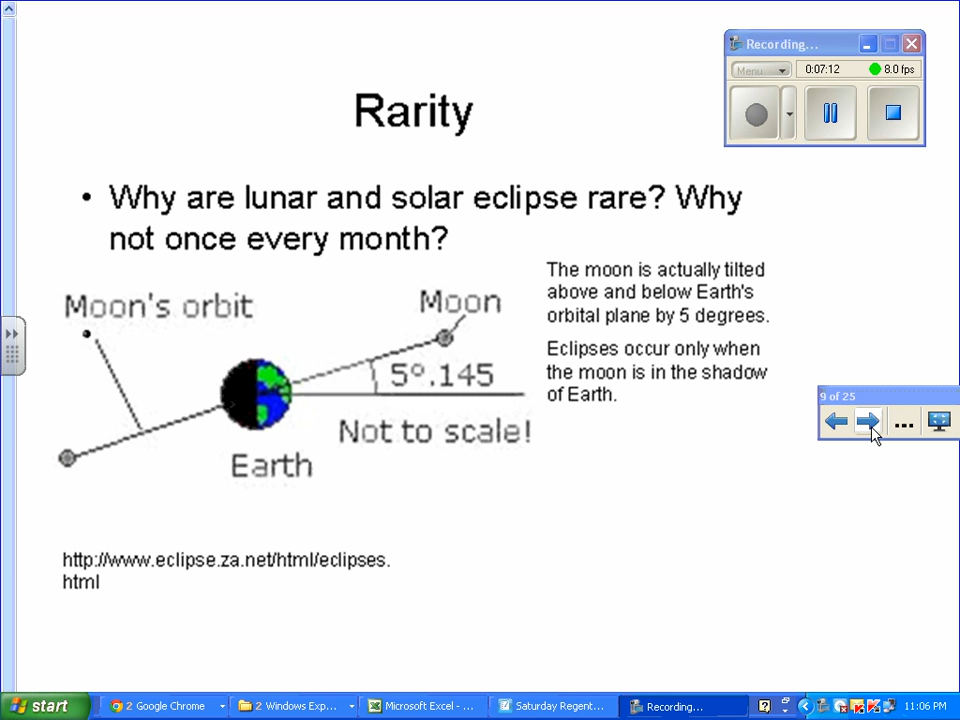 Recording...
Menu
0:07:12
8.0 fps
Rarity
• Why are lunar and solar eclipse rare? Why
not once every month?
The moon is actually tilted
above and below Earth's
orbital plane by 5 degrees.
Eclipses occur only when
the moon is in the shadow
of Earth.
Moon's orbit
Moon
5º.145
Not to scale!
Earth
9 of 25
...
http://www.eclipse.za.net/html/eclipses.
html
start
2 Google Chrome
2 Windows Exp...
Microsoft Excel - ...
Saturday Regent...
Recording...
11:06 PM